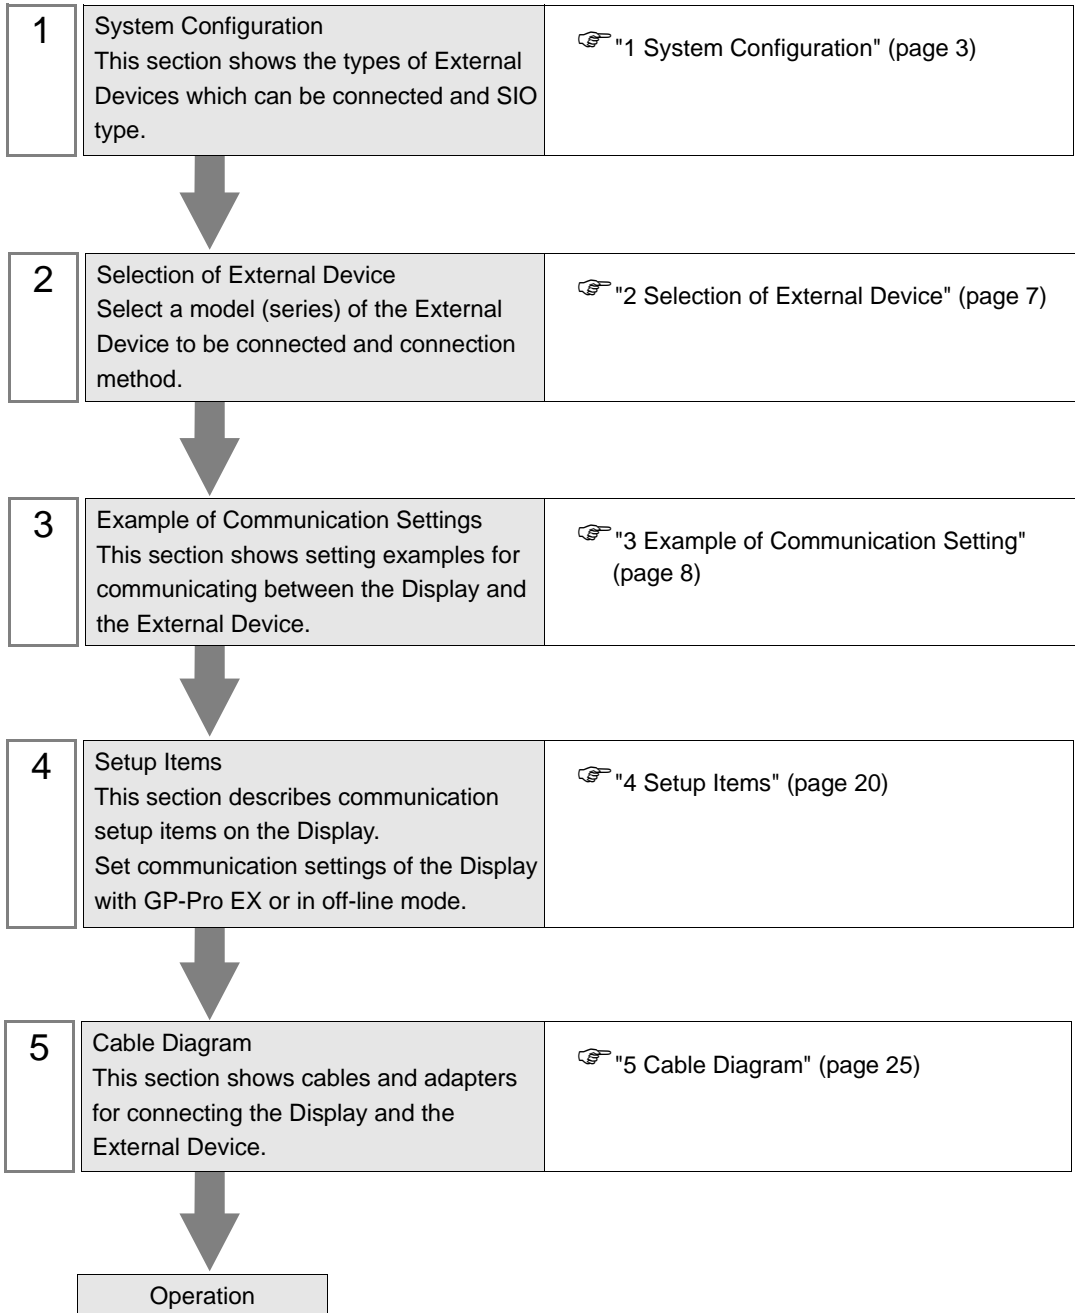 1
System Configuration
This section shows the types of External
Devices which can be connected and SIO
type.
"1 System Configuration" (page 3)
2
Selection of External Device
Select a model (series) of the External
Device to be connected and connection
method.
"2 Selection of External Device" (page 7)
3
Example of Communication Settings
This section shows setting examples for
communicating between the Display and
the External Device.
"3 Example of Communication Setting"
(page 8)
4
Setup Items
This section describes communication
setup items on the Display.
Set communication settings of the Display
with GP-Pro EX or in off-line mode.
"4 Setup Items" (page 20)
5
Cable Diagram
This section shows cables and adapters
for connecting the Display and the
External Device.
"5 Cable Diagram" (page 25)
Operation